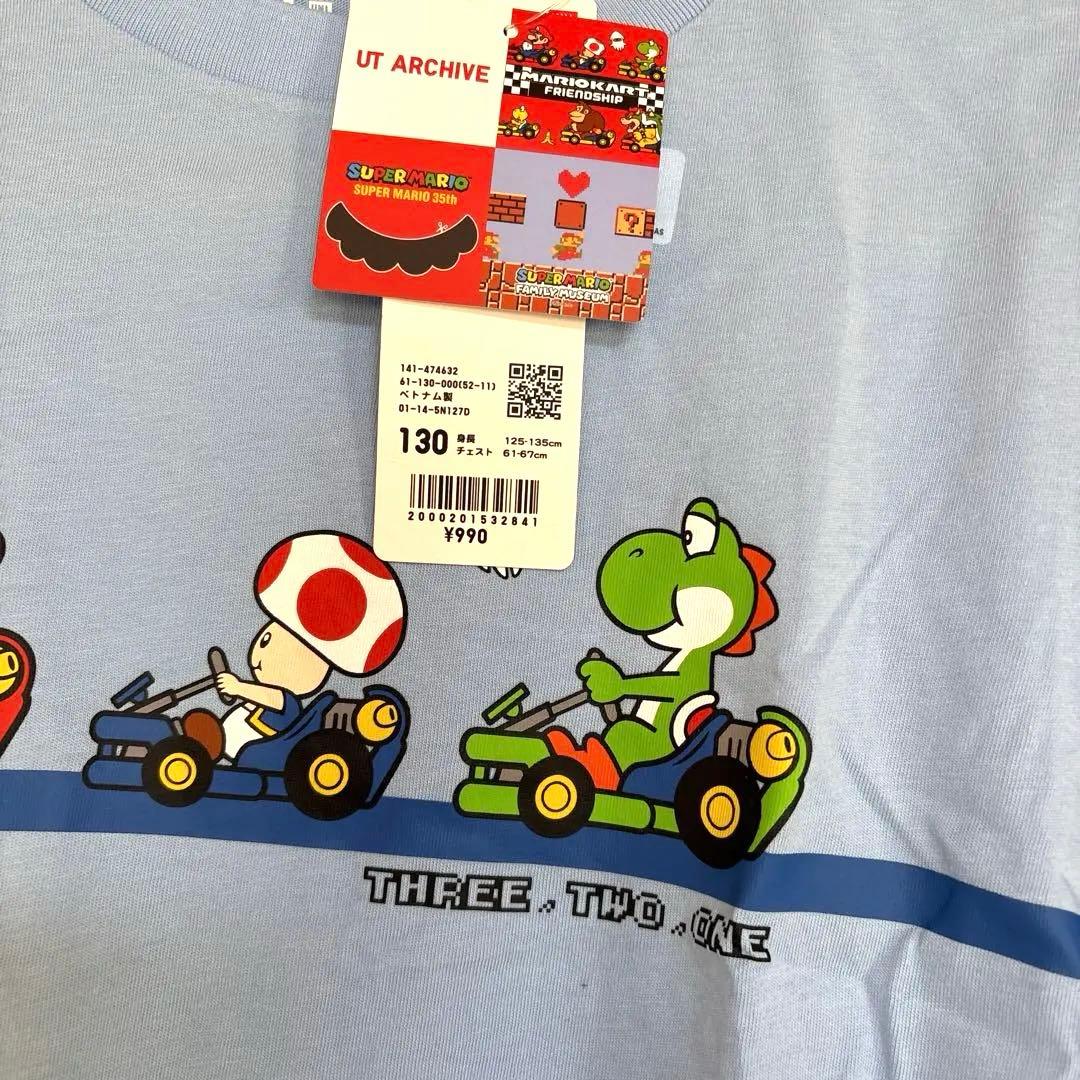 UT ARCHIVE
MARIOKART
FRIENDSHIP
SUPER MARIO
SUPER MARIO 35th
?
SUPER MARIO
FAMILY MUSEUM
141-474632
61-130-000(52-11)
ベトナム製
01-14-5N127D
130 身長 125-135cm
チェスト 61-67cm
2000201532841
¥990
THREE, TWO, ONE